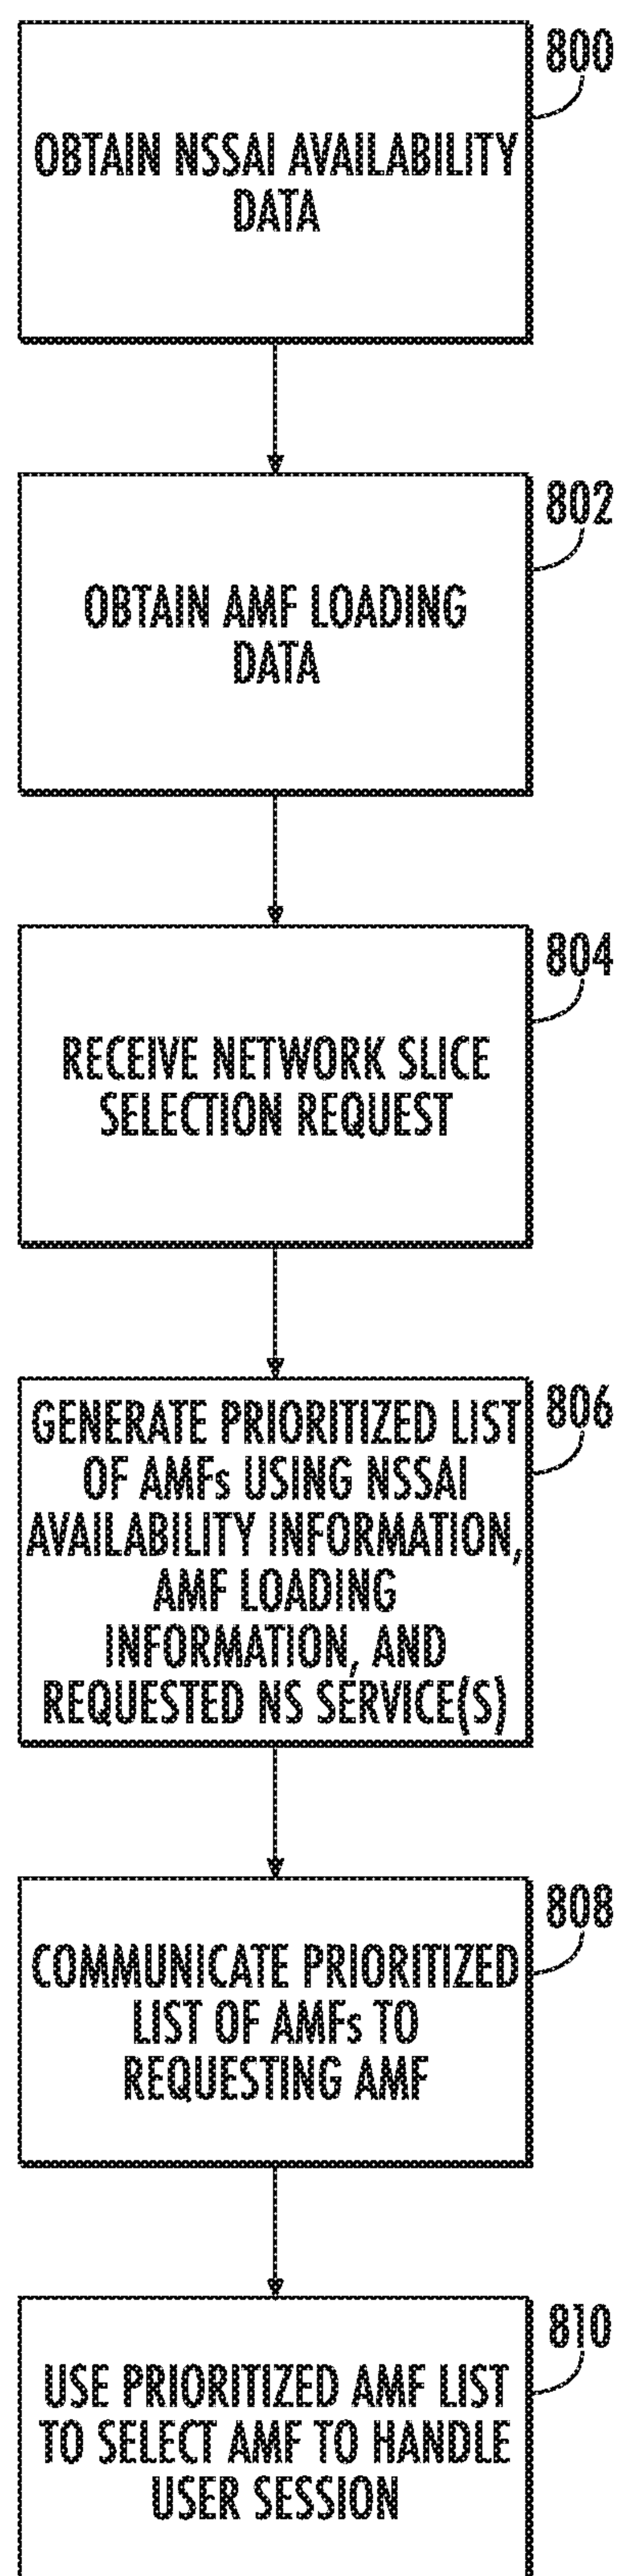 800
OBTAIN NSSAI AVAILABILITY
DATA
802
OBTAIN AMF LOADING
DATA
804
RECEIVE NETWORK SLICE
SELECTION REQUEST
806
GENERATE PRIORITIZED LIST
OF AMFs USING NSSAI
AVAILABILITY INFORMATION,
AMF LOADING
INFORMATION, AND
REQUESTED NS SERVICE(S)
808
COMMUNICATE PRIORITIZED
LIST OF AMFs TO
REQUESTING AMF
810
USE PRIORITIZED AMF LIST
TO SELECT AMF TO HANDLE
USER SESSION